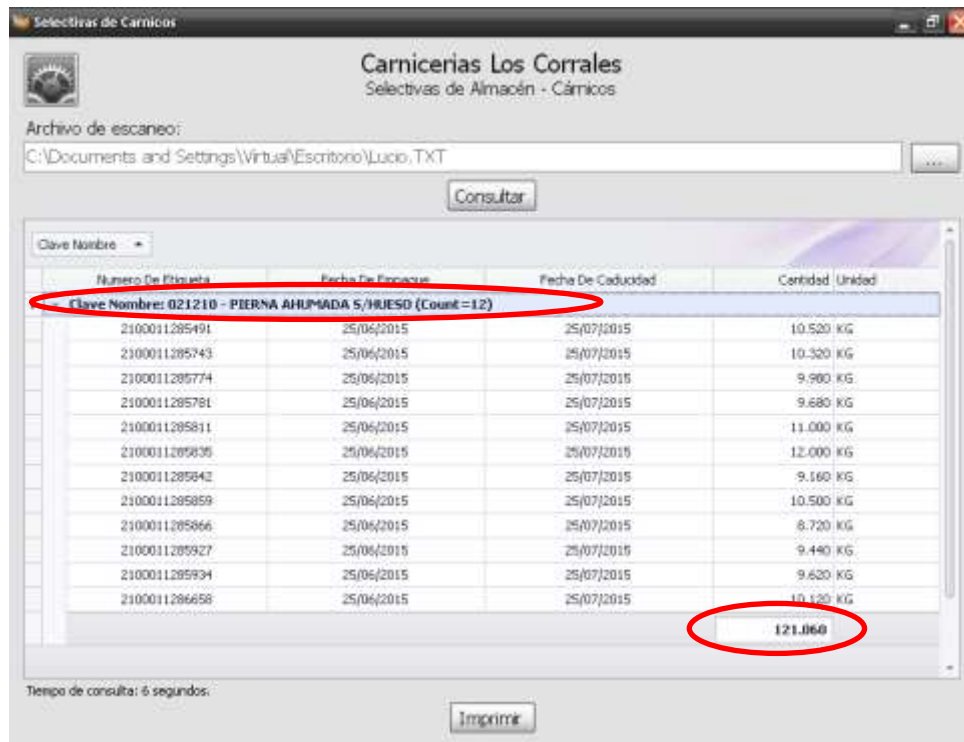 Selectivas de Carnicos
Carnicerias Los Corrales
Selectivas de Almacén - Cárnicos
Archivo de escaneo:
C:\Documents and Settings\Virtual\Escritorio\Lucio.TXT
...
Consultar
Clave Nombre
Numero De Etiqueta Fecha De Empaque Fecha De Caducidad Cantidad Unidad
Clave Nombre: 021210 - PIERNA AHUMADA S/HUESO (Count=12)
2100011285491 25/06/2015 25/07/2015 10.520 KG
2100011285743 25/06/2015 25/07/2015 10.320 KG
2100011285774 25/06/2015 25/07/2015 9.980 KG
2100011285781 25/06/2015 25/07/2015 9.680 KG
2100011285811 25/06/2015 25/07/2015 11.000 KG
2100011285835 25/06/2015 25/07/2015 12.000 KG
2100011285842 25/06/2015 25/07/2015 9.160 KG
2100011285859 25/06/2015 25/07/2015 10.500 KG
2100011285866 25/06/2015 25/07/2015 8.720 KG
2100011285927 25/06/2015 25/07/2015 9.440 KG
2100011285934 25/06/2015 25/07/2015 9.620 KG
2100011286658 25/06/2015 25/07/2015 10.120 KG
121.060
Tiempo de consulta: 6 segundos.
Imprimir